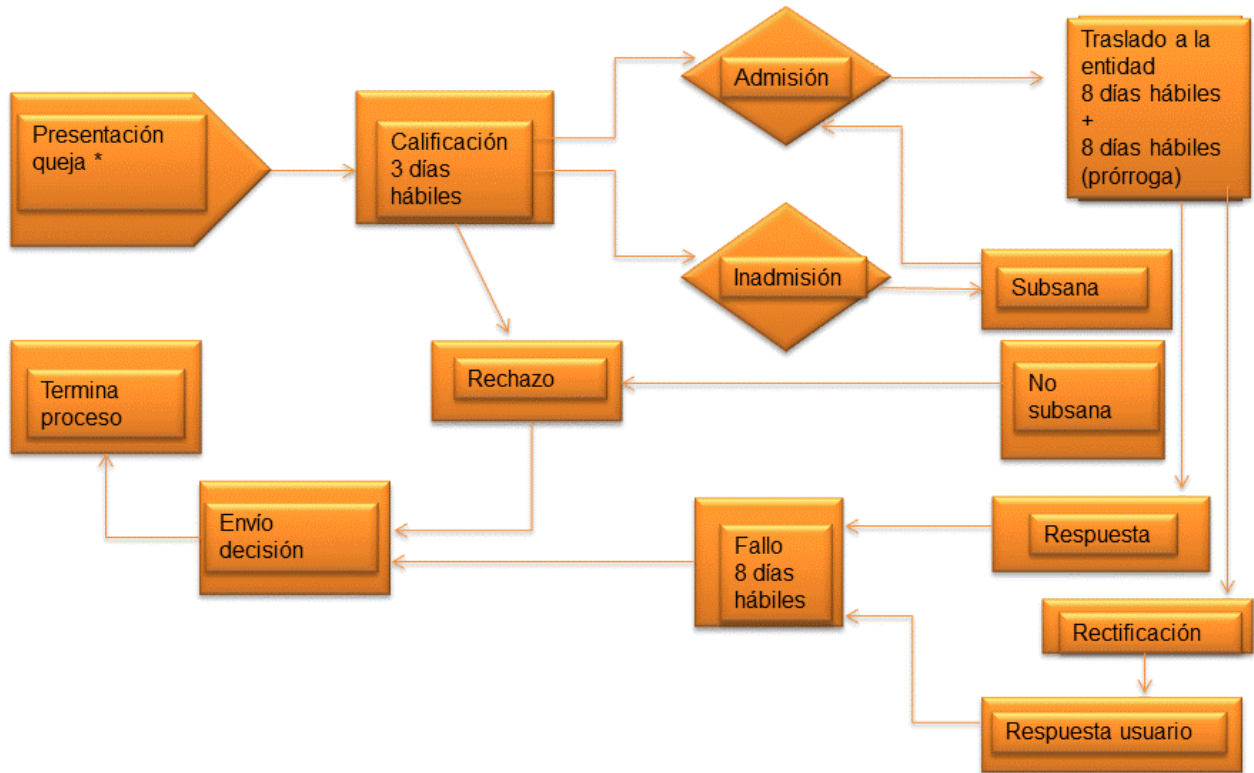 Presentación
queja *
Calificación
3 días
hábiles
Admisión
Traslado a la
entidad
8 días hábiles
+
8 días hábiles
(prórroga)
Inadmisión
Subsana
Rechazo
No
subsana
Termina
proceso
Envío
decisión
Fallo
8 días
hábiles
Respuesta
Rectificación
Respuesta usuario